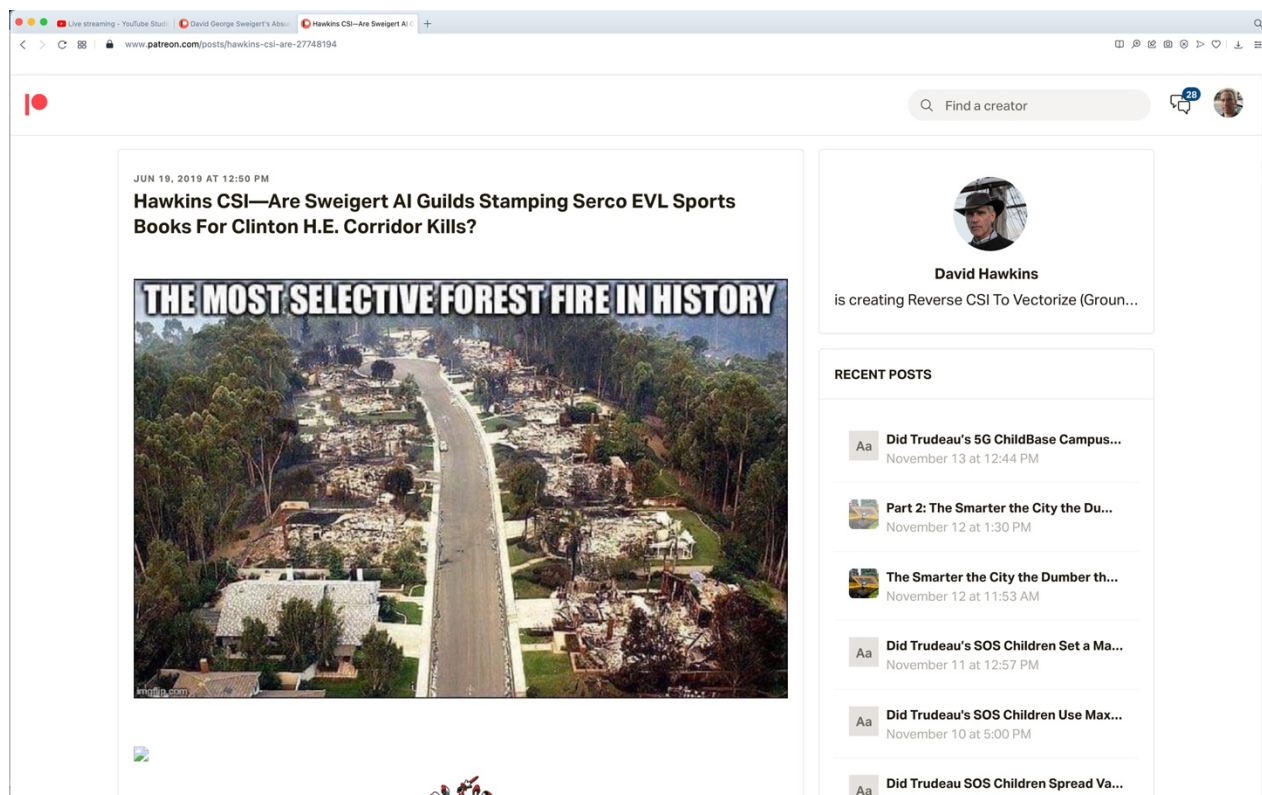 Live streaming - YouTube Studi
David George Sweigert's Absu
Hawkins CSI—Are Sweigert AI G
www.patreon.com/posts/hawkins-csi-are-27748194
Find a creator
28
JUN 19, 2019 AT 12:50 PM
Hawkins CSI—Are Sweigert AI Guilds Stamping Serco EVL Sports
Books For Clinton H.E. Corridor Kills?
THE MOST SELECTIVE FOREST FIRE IN HISTORY
imgflip.com
David Hawkins
is creating Reverse CSI To Vectorize (Groun...
RECENT POSTS
Aa
Did Trudeau's 5G ChildBase Campus...
November 13 at 12:44 PM
Part 2: The Smarter the City the Du...
November 12 at 1:30 PM
The Smarter the City the Dumber th...
November 12 at 11:53 AM
Aa
Did Trudeau's SOS Children Set a Ma...
November 11 at 12:57 PM
Aa
Did Trudeau's SOS Children Use Max...
November 10 at 5:00 PM
Aa
Did Trudeau SOS Children Spread Va...